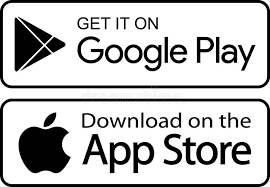 GET IT ON
Google Play
Download on the
App Store